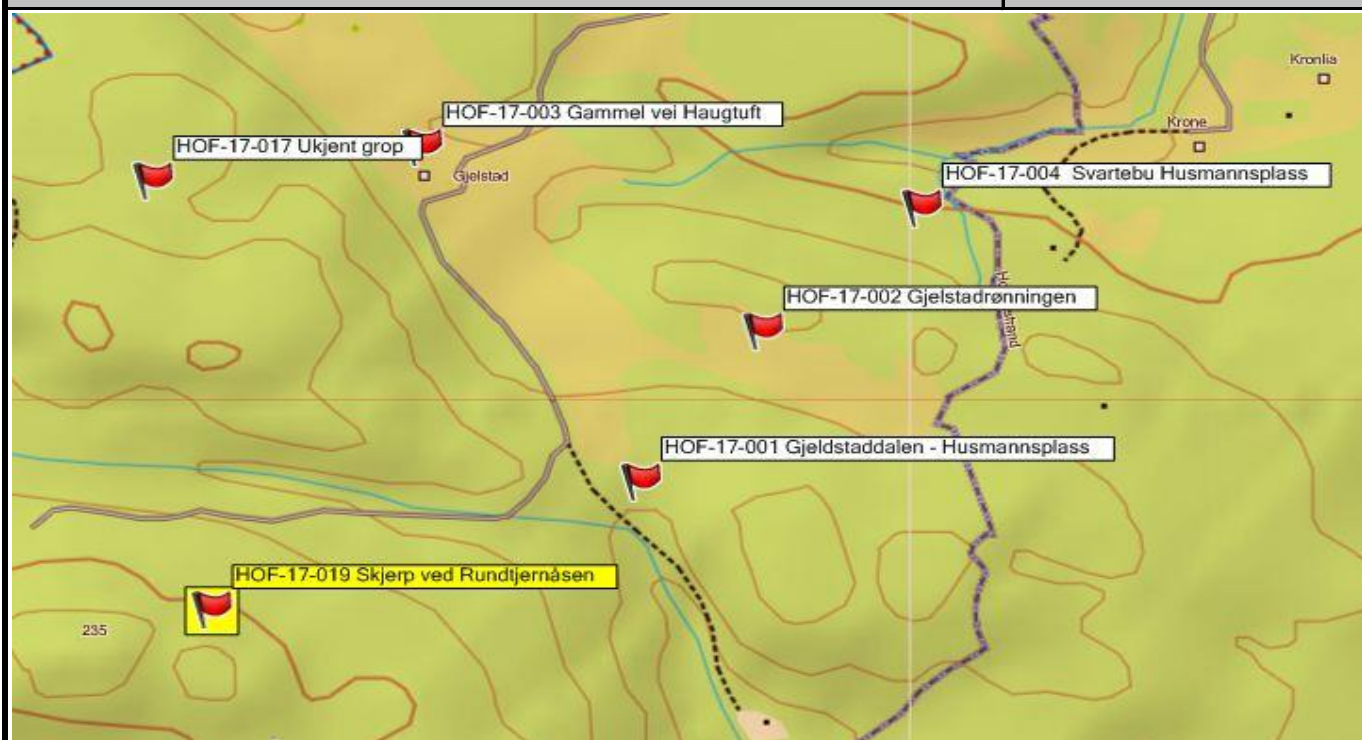 Kronlia
HOF-17-003 Gammel vei Haugtuft
Krone
HOF-17-017 Ukjent grop
Gjelstad
HOF-17-004 Svartebu Husmannsplass
HOF-17-002 Gjelstadrønningen
HOF-17-001 Gjeldstaddalen - Husmannsplass
HOF-17-019 Skjerp ved Rundtjernåsen
235